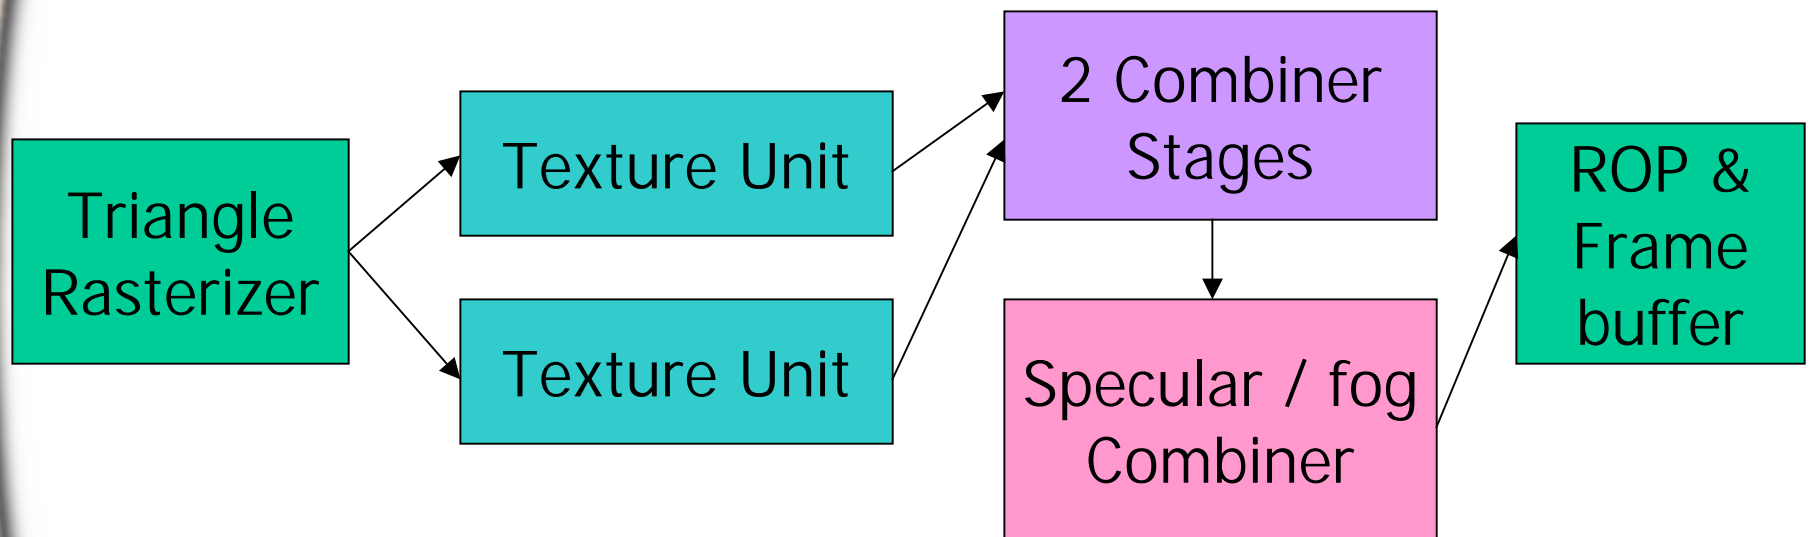 Triangle
Rasterizer
Texture Unit
Texture Unit
2 Combiner
Stages
Specular / fog
Combiner
ROP &
Frame
buffer